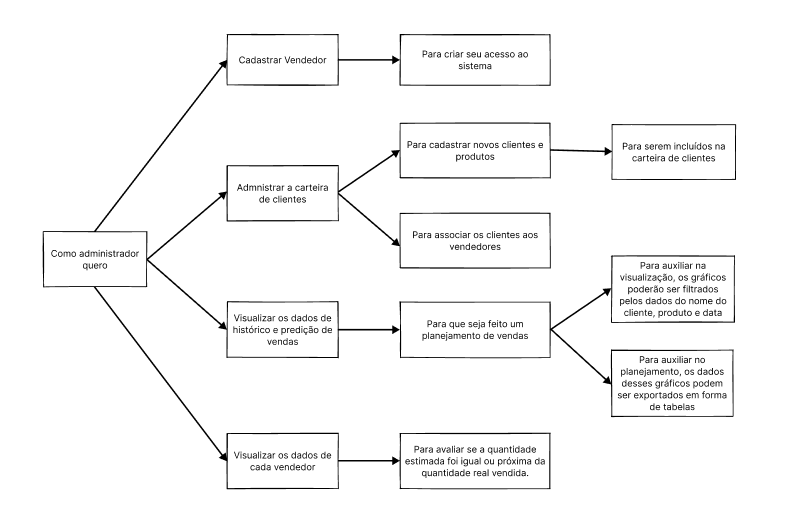 Cadastrar Vendedor
Para criar seu acesso ao
sistema
Para cadastrar novos clientes e
produtos
Para serem incluídos na
carteira de clientes
Admnistrar a carteira
de clientes
Para associar os clientes aos
vendedores
Como administrador
quero
Para auxiliar na
visualização, os gráficos
poderão ser filtrados
pelos dados do nome do
cliente, produto e data
Visualizar os dados de
histórico e predição de
vendas
Para que seja feito um
planejamento de vendas
Para auxiliar no
planejamento, os dados
desses gráficos podem
ser exportados em forma
de tabelas
Visualizar os dados de
cada vendedor
Para avaliar se a quantidade
estimada foi igual ou próxima da
quantidade real vendida.